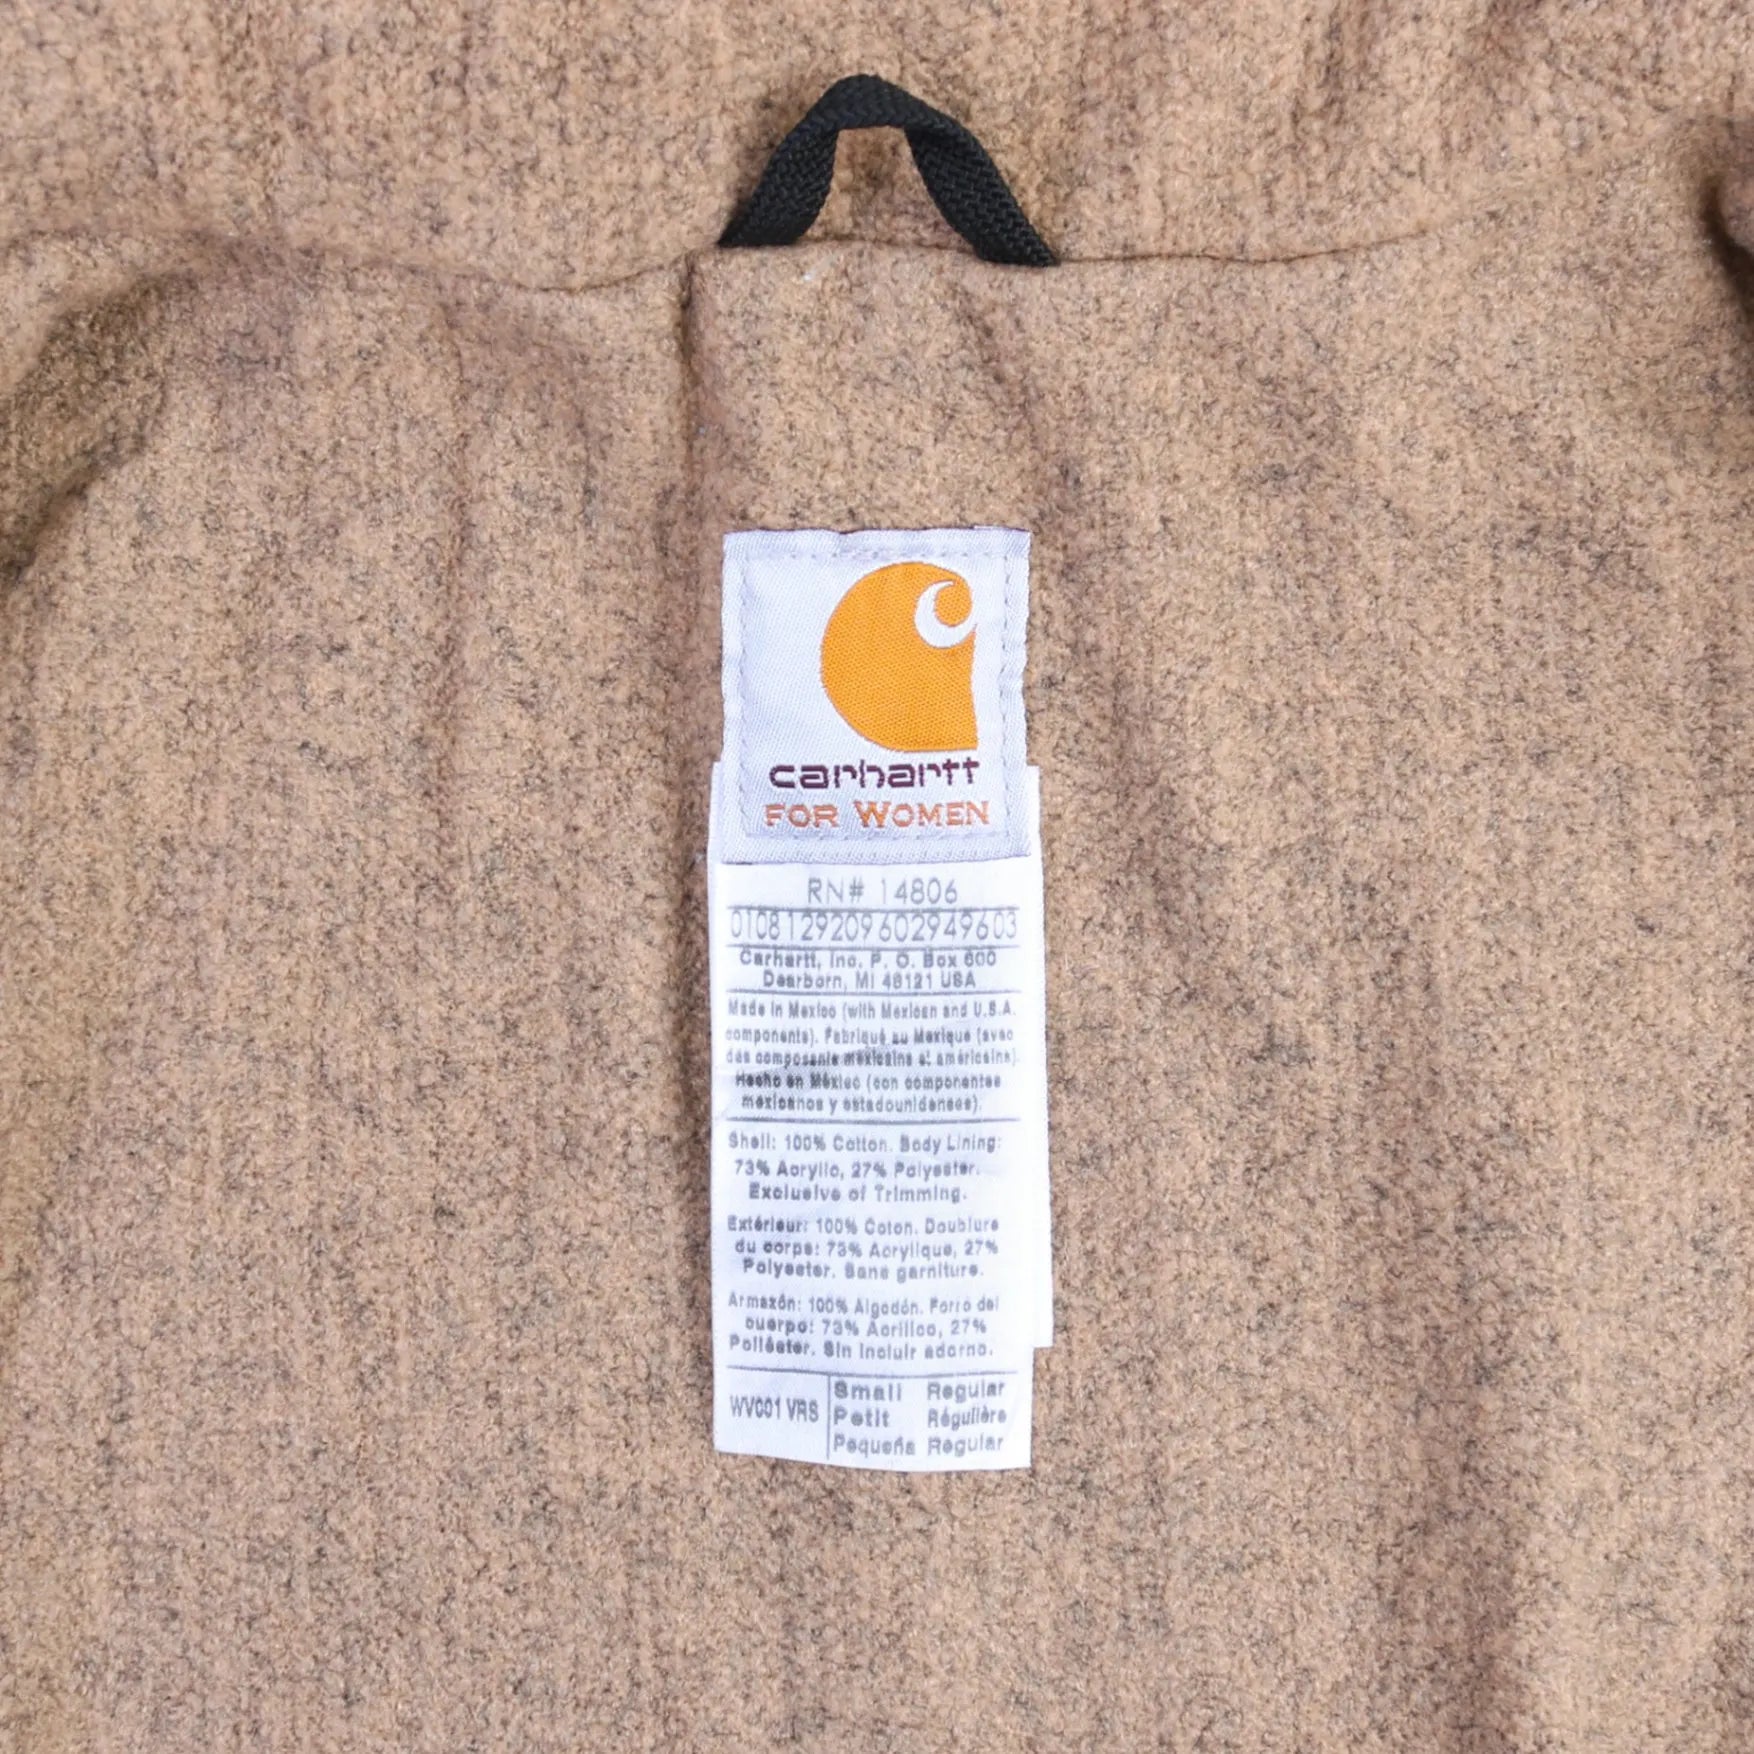 carhartt
FOR WOMEN
RN# 14806
0108129209602949603
Carhartt, Inc. P. O. Box 600
Dearborn, MI 48121 USA
Made in Mexico (with Mexican and U.S.A.
components). Fabriqué au Mexique (avec
des composants mexicains et américains).
Hecho en México (con componentes
mexicanos y estadounidenses).
Shell: 100% Cotton. Body Lining:
73% Acrylic, 27% Polyester.
Exclusive of Trimming.
Extérieur: 100% Coton. Doublure
du corps: 73% Acrylique, 27%
Polyester. Sans garniture.
Armazón: 100% Algodón. Forro del
cuerpo: 73% Acrilico, 27%
Poliéster. Sin incluir adorno.
WV001 VRS
Small Regular
Petit Régulière
Pequeña Regular